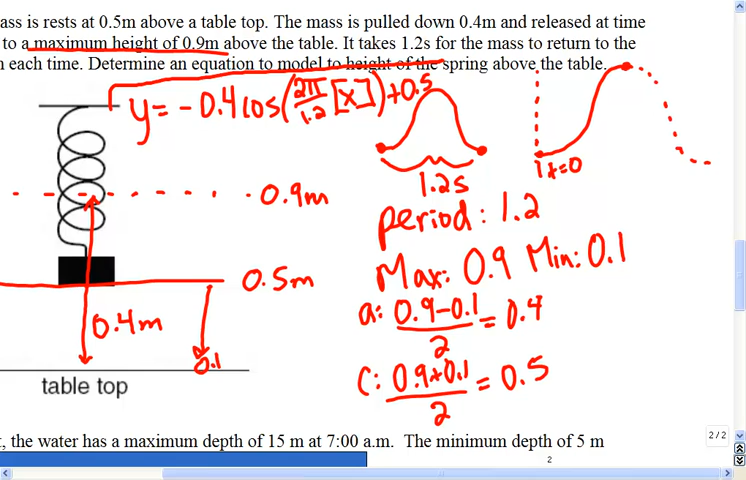 ass is rests at 0.5m above a table top. The mass is pulled down 0.4m and released at time
to a maximum height of 0.9m above the table. It takes 1.2s for the mass to return to the
n each time. Determine an equation to model to height of the spring above the table.
y = -0.4 cos(2π/1.2 [x]) + 0.5
t=0
1.2s
0.9m
period: 1.2
Max: 0.9 Min: 0.1
0.5m
a: 0.9-0.1/2 = 0.4
0.4m
0.1
C: 0.9+0.1/2 = 0.5
table top
t, the water has a maximum depth of 15 m at 7:00 a.m. The minimum depth of 5 m
2/2
2